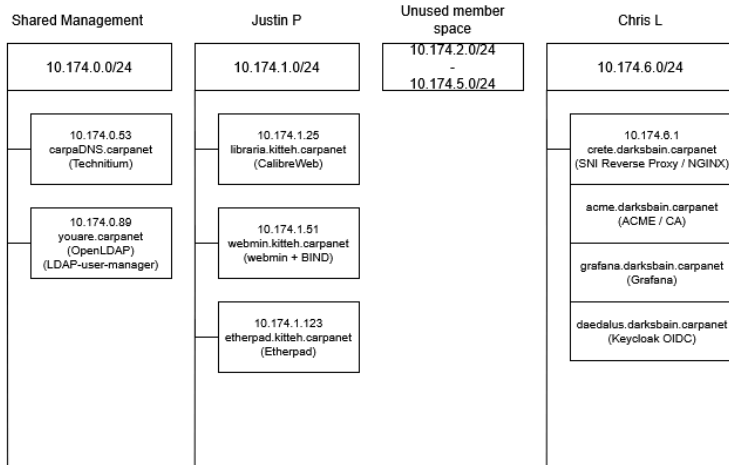 Shared Management
10.174.0.0/24
10.174.0.53
carpaDNS.carpanet
(Technitium)
10.174.0.89
youare.carpanet
(OpenLDAP)
(LDAP-user-manager)
Justin P
10.174.1.0/24
10.174.1.25
libraria.kitteh.carpanet
(CalibreWeb)
10.174.1.51
webmin.kitteh.carpanet
(webmin + BIND)
10.174.1.123
etherpad.kitteh.carpanet
(Etherpad)
Unused member
space
10.174.2.0/24
-
10.174.5.0/24
Chris L
10.174.6.0/24
10.174.6.1
crete.darksbain.carpanet
(SNI Reverse Proxy / NGINX)
acme.darksbain.carpanet
(ACME / CA)
grafana.darksbain.carpanet
(Grafana)
daedalus.darksbain.carpanet
(Keycloak OIDC)